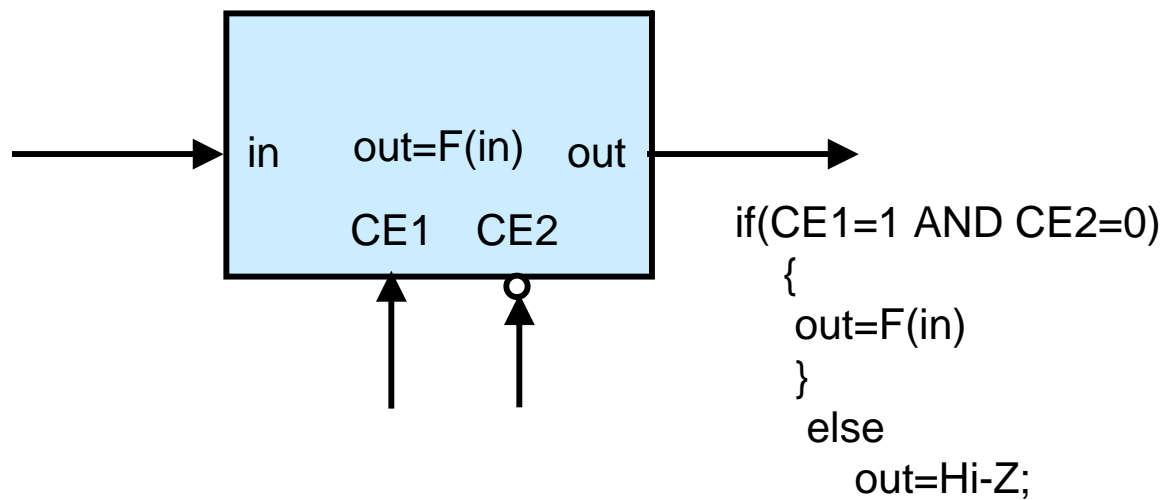 in out=F(in) out
CE1 CE2
if(CE1=1 AND CE2=0)
{
out=F(in)
}
else
out=Hi-Z;